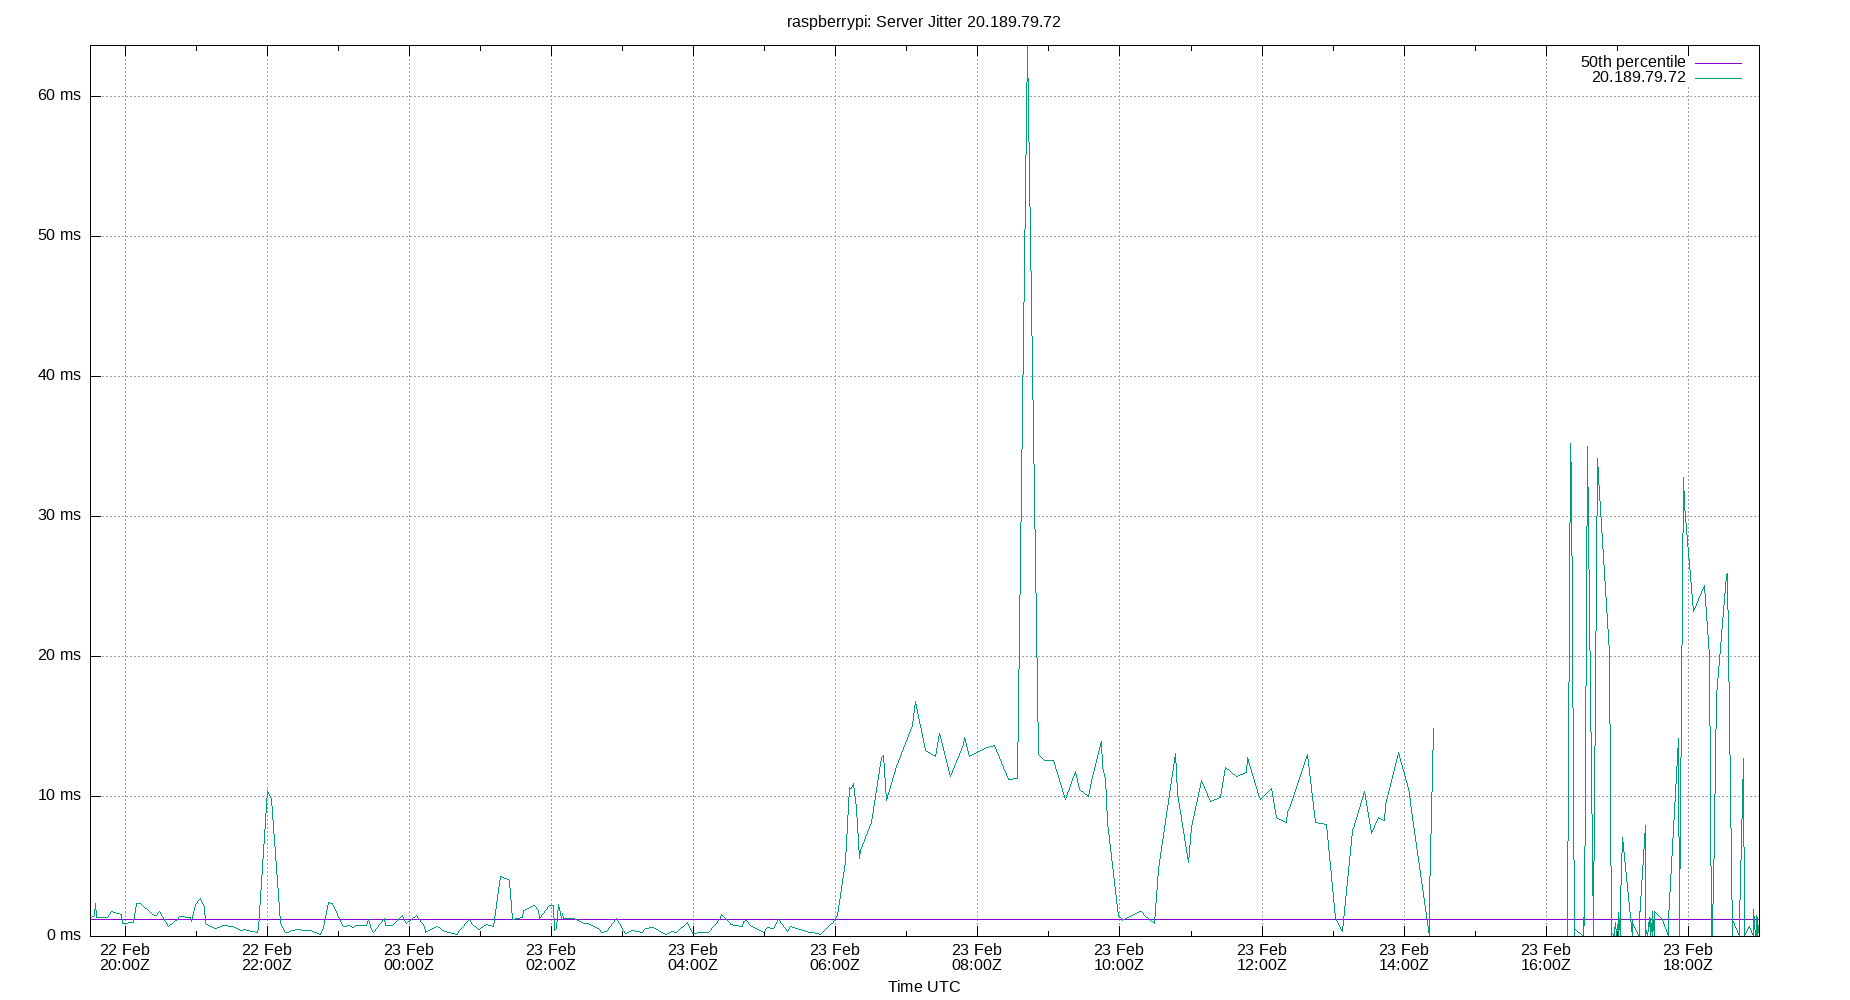 raspberrypi: Server Jitter 20.189.79.72
50th percentile
20.189.79.72
60 ms
50 ms
40 ms
30 ms
20 ms
10 ms
0 ms
22 Feb 22 Feb 23 Feb 23 Feb 23 Feb 23 Feb 23 Feb 23 Feb 23 Feb 23 Feb 23 Feb 23 Feb
20:00Z 22:00Z 00:00Z 02:00Z 04:00Z 06:00Z 08:00Z 10:00Z 12:00Z 14:00Z 16:00Z 18:00Z
Time UTC